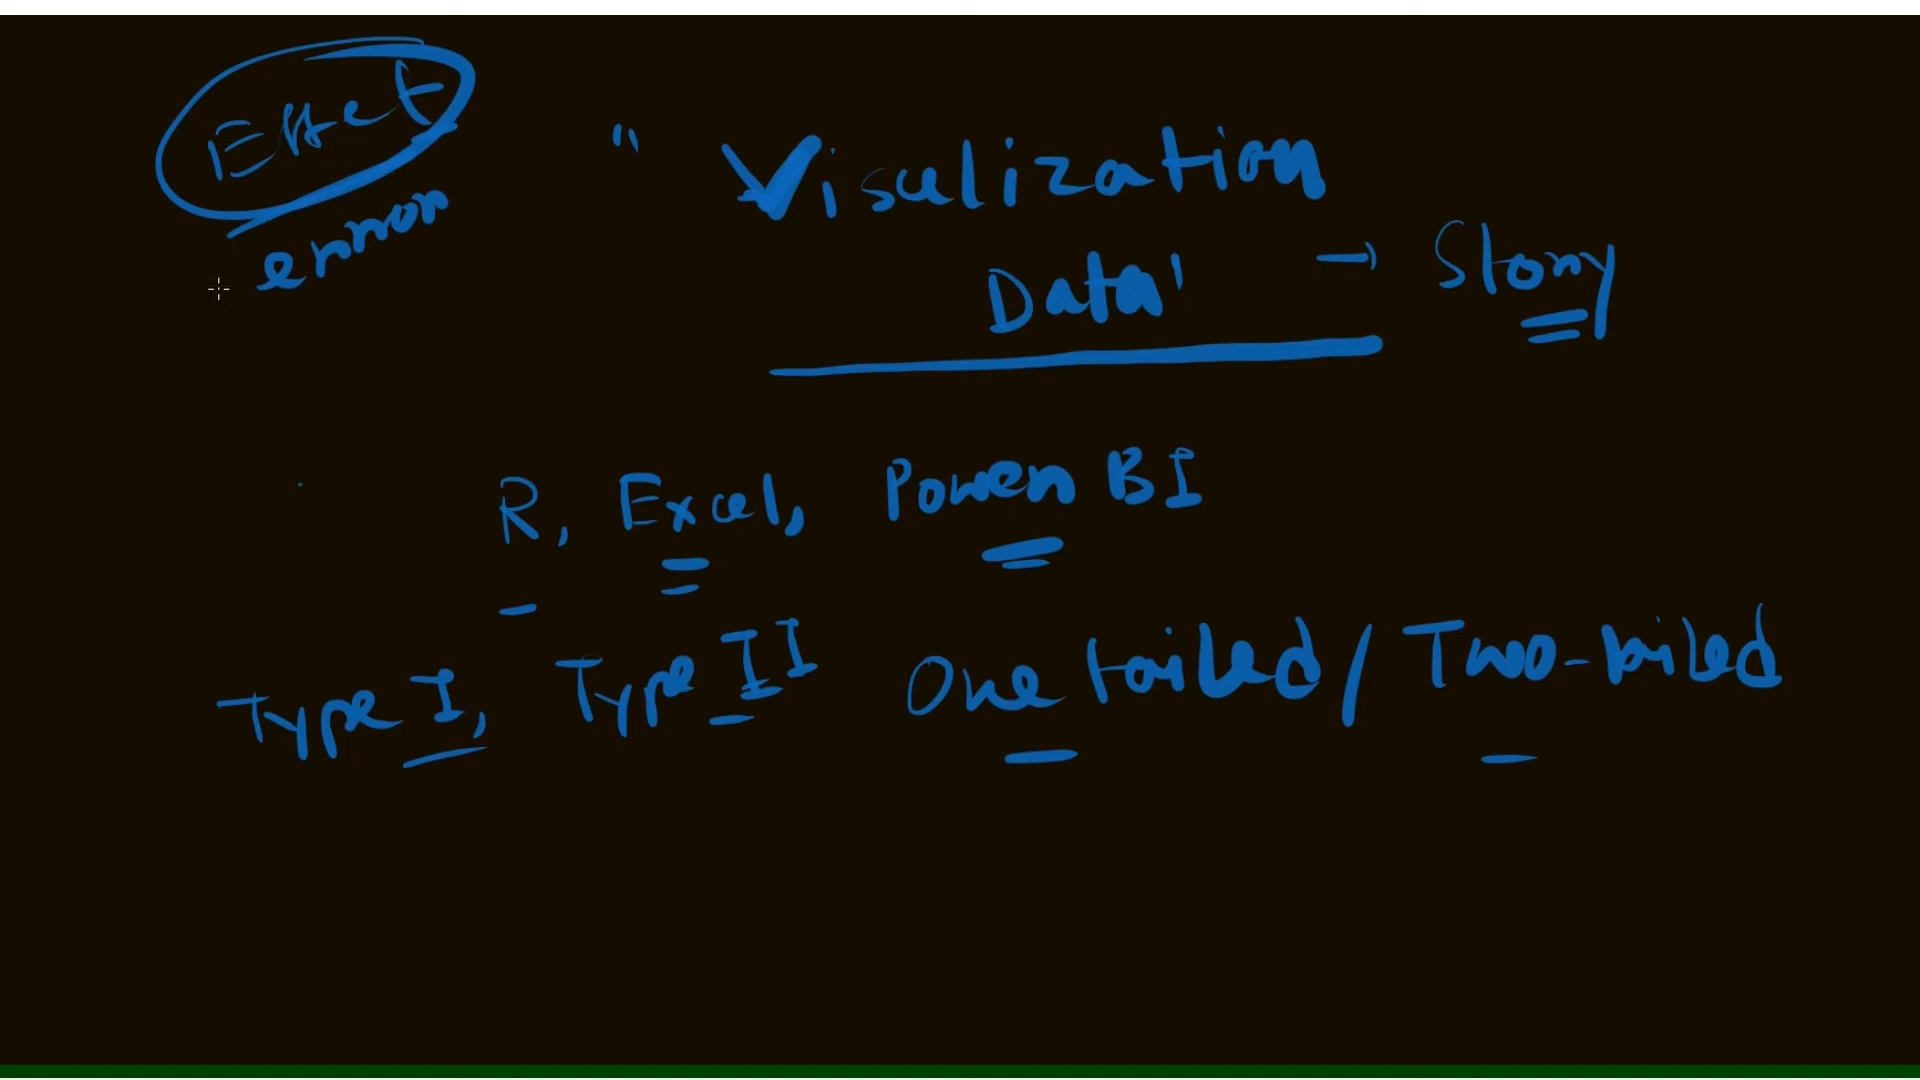 Effect
error
" Visulization
Data' → Story
R, Excel, Power BI
Type I, Type II One tailed / Two-tailed